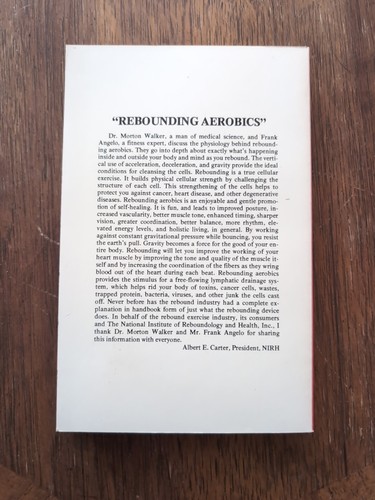 “REBOUNDING AEROBICS”
Dr. Morton Walker, a man of medical science, and Frank
Angelo, a fitness expert, discuss the physiology behind rebound-
ing aerobics. They go into depth about exactly what's happening
inside and outside your body and mind as you rebound. The verti-
cal use of acceleration, deceleration, and gravity provide the ideal
conditions for cleansing the cells. Rebounding is a true cellular
exercise. It builds physical cellular strength by challenging the
structure of each cell. This strengthening of the cells helps to
protect you against cancer, heart disease, and other degenerative
diseases. Rebounding aerobics is an enjoyable and gentle promo-
tion of self-healing. It is fun, and leads to improved posture, in-
creased vascularity, better muscle tone, enhanced timing, sharper
vision, greater coordination, better balance, more rhythm, ele-
vated energy levels, and holistic living, in general. By working
against constant gravitational pressure while bouncing, you resist
the earth's pull. Gravity becomes a force for the good of your en-
tire body. Rebounding will let you improve the working of your
heart muscle by improving the tone and quality of the muscle it-
self and by increasing the coordination of the fibers as they wring
blood out of the heart during each beat. Rebounding aerobics
provides the stimulus for a free-flowing lymphatic drainage sys-
tem, which helps rid your body of toxins, cancer cells, wastes,
trapped protein, bacteria, viruses, and other junk the cells cast
off. Never before has the rebound industry had a complete ex-
planation in handbook form of just what the rebounding device
does. In behalf of the rebound exercise industry, its consumers
and The National Institute of Reboundology and Health, Inc., I
thank Dr. Morton Walker and Mr. Frank Angelo for sharing
this information with everyone.
Albert E. Carter, President, NIRH